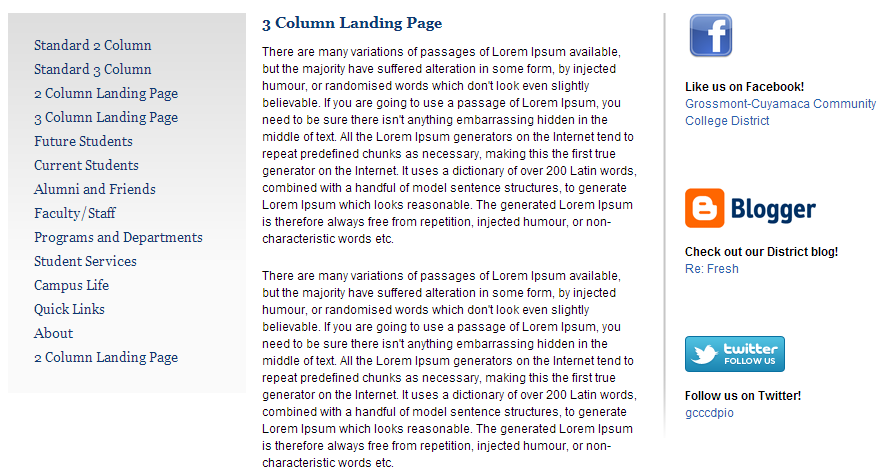 Standard 2 Column
Standard 3 Column
2 Column Landing Page
3 Column Landing Page
Future Students
Current Students
Alumni and Friends
Faculty/Staff
Programs and Departments
Student Services
Campus Life
Quick Links
About
2 Column Landing Page
3 Column Landing Page
There are many variations of passages of Lorem Ipsum available,
but the majority have suffered alteration in some form, by injected
humour, or randomised words which don't look even slightly
believable. If you are going to use a passage of Lorem Ipsum, you
need to be sure there isn't anything embarrassing hidden in the
middle of text. All the Lorem Ipsum generators on the Internet tend to
repeat predefined chunks as necessary, making this the first true
generator on the Internet. It uses a dictionary of over 200 Latin words,
combined with a handful of model sentence structures, to generate
Lorem Ipsum which looks reasonable. The generated Lorem Ipsum
is therefore always free from repetition, injected humour, or non-
characteristic words etc.
There are many variations of passages of Lorem Ipsum available,
but the majority have suffered alteration in some form, by injected
humour, or randomised words which don't look even slightly
believable. If you are going to use a passage of Lorem Ipsum, you
need to be sure there isn't anything embarrassing hidden in the
middle of text. All the Lorem Ipsum generators on the Internet tend to
repeat predefined chunks as necessary, making this the first true
generator on the Internet. It uses a dictionary of over 200 Latin words,
combined with a handful of model sentence structures, to generate
Lorem Ipsum which looks reasonable. The generated Lorem Ipsum
is therefore always free from repetition, injected humour, or non-
characteristic words etc.
f
Like us on Facebook!
Grossmont-Cuyamaca Community
College District
B Blogger
Check out our District blog!
Re: Fresh
twitter
FOLLOW US
Follow us on Twitter!
gcccdpio